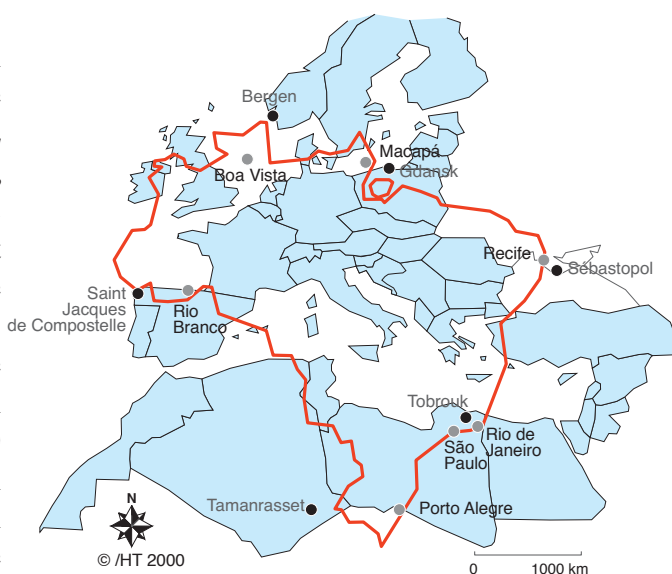 Bergen
Macapá
Boa Vista
Gdansk
Recife
Sébastopol
Saint
Jacques
de Compostelle
Rio
Branco
Tobrouk
São
Paulo
Rio de
Janeiro
Tamanrasset
Porto Alegre
N
© /HT 2000
0 1000 km